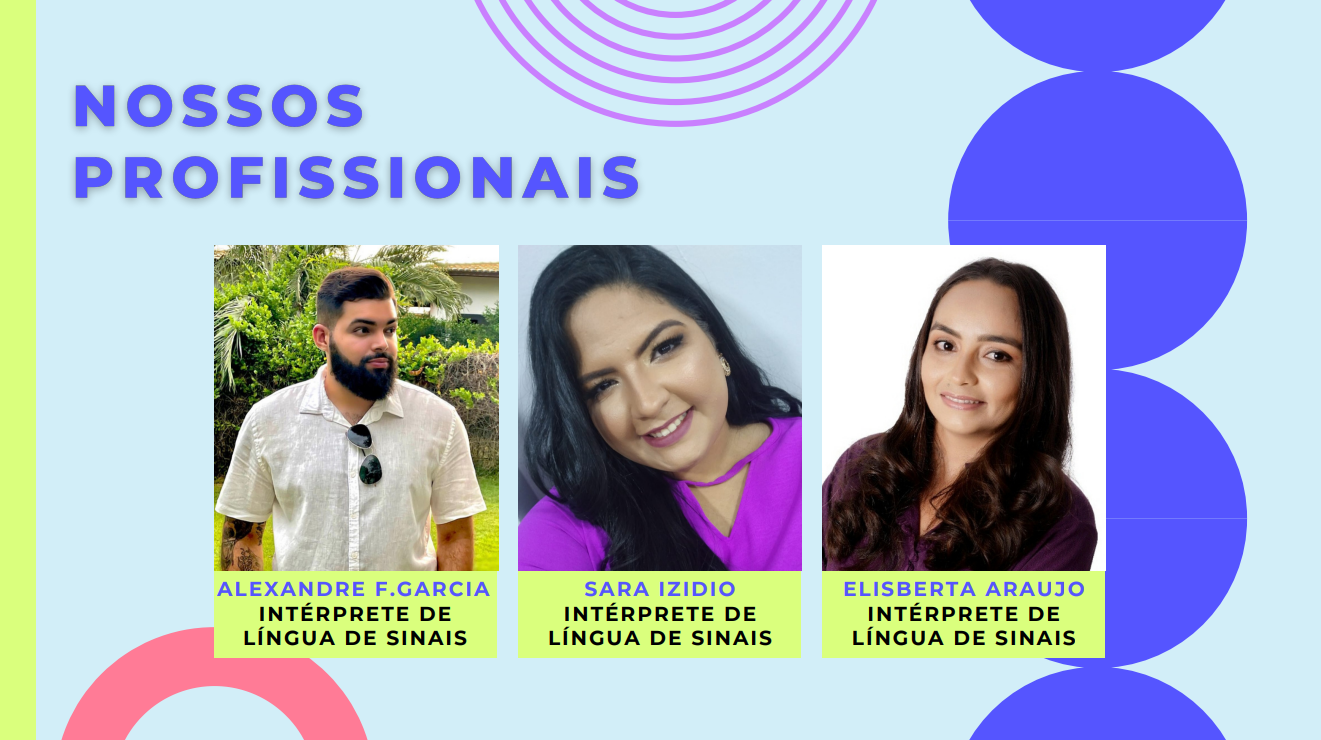 NOSSOS
PROFISSIONAIS
ALEXANDRE F.GARCIA
INTÉRPRETE DE
LÍNGUA DE SINAIS
SARA IZIDIO
INTÉRPRETE DE
LÍNGUA DE SINAIS
ELISBERTA ARAUJO
INTÉRPRETE DE
LÍNGUA DE SINAIS